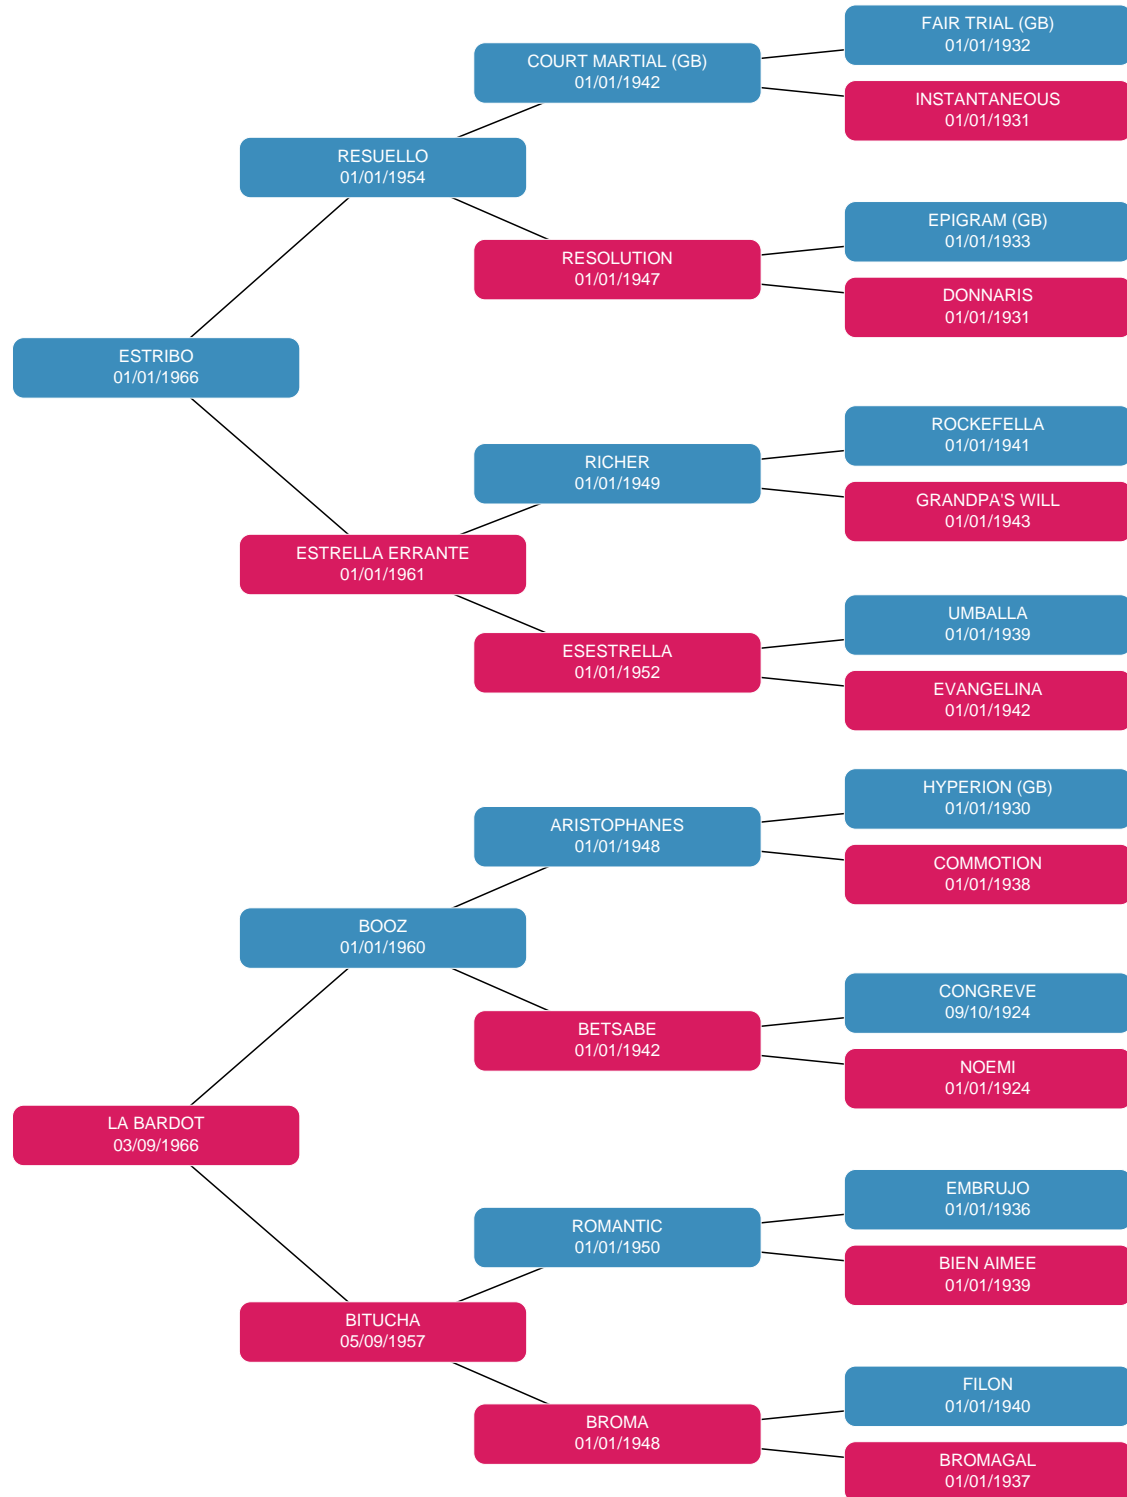 FAIR TRIAL (GB)
01/01/1932
COURT MARTIAL (GB)
01/01/1942
INSTANTANEOUS
01/01/1931
RESUELLO
01/01/1954
EPIGRAM (GB)
01/01/1933
RESOLUTION
01/01/1947
DONNARIS
01/01/1931
ESTRIBO
01/01/1966
ROCKEFELLA
01/01/1941
RICHER
01/01/1949
GRANDPA'S WILL
01/01/1943
ESTRELLA ERRANTE
01/01/1961
UMBALLA
01/01/1939
ESESTRELLA
01/01/1952
EVANGELINA
01/01/1942
HYPERION (GB)
01/01/1930
ARISTOPHANES
01/01/1948
COMMOTION
01/01/1938
BOOZ
01/01/1960
CONGREVE
09/10/1924
BETSABE
01/01/1942
NOEMI
01/01/1924
LA BARDOT
03/09/1966
EMBRUJO
01/01/1936
ROMANTIC
01/01/1950
BIEN AIMEE
01/01/1939
BITUCHA
05/09/1957
FILON
01/01/1940
BROMA
01/01/1948
BROMAGAL
01/01/1937